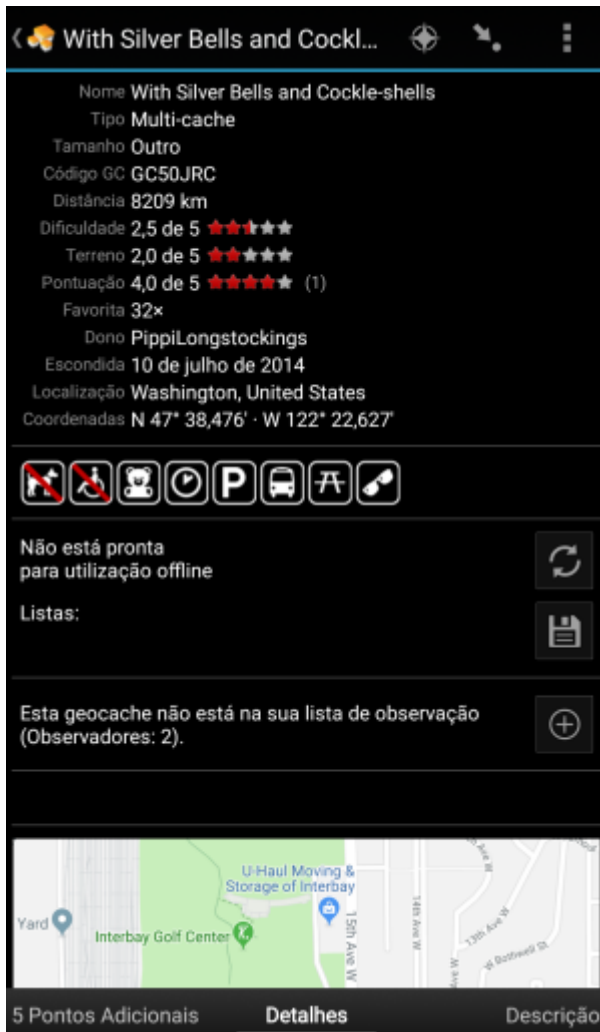 With Silver Bells and Cockl...
Nome With Silver Bells and Cockle-shells
Tipo Multi-cache
Tamanho Outro
Código GC GC50JRC
Distância 8209 km
Dificuldade 2,5 de 5
Terreno 2,0 de 5
Pontuação 4,0 de 5 (1)
Favorita 32×
Dono PippiLongstockings
Escondida 10 de julho de 2014
Localização Washington, United States
Coordenadas N 47° 38,476' · W 122° 22,627'
P
Não está pronta
para utilização offline
Listas:
Esta geocache não está na sua lista de observação
(Observadores: 2).
U-Haul Moving &
Storage of Interbay
Yard
Interbay Golf Center
15th Ave W
14th Ave W
13th Ave W
W Bothwell St
5 Pontos Adicionais
Detalhes
Descrição